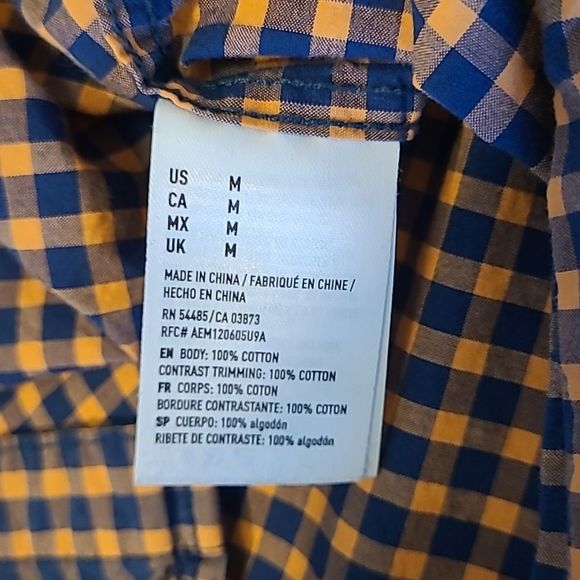 US M
CA M
MX M
UK M
MADE IN CHINA / FABRIQUÉ EN CHINE /
HECHO EN CHINA
RN 54485/CA 03873
RFC# AEM120605U9A
EN BODY: 100% COTTON
CONTRAST TRIMMING: 100% COTTON
FR CORPS: 100% COTON
BORDURE CONTRASTANTE: 100% COTON
SP CUERPO: 100% algodón
RIBETE DE CONTRASTE: 100% algodón